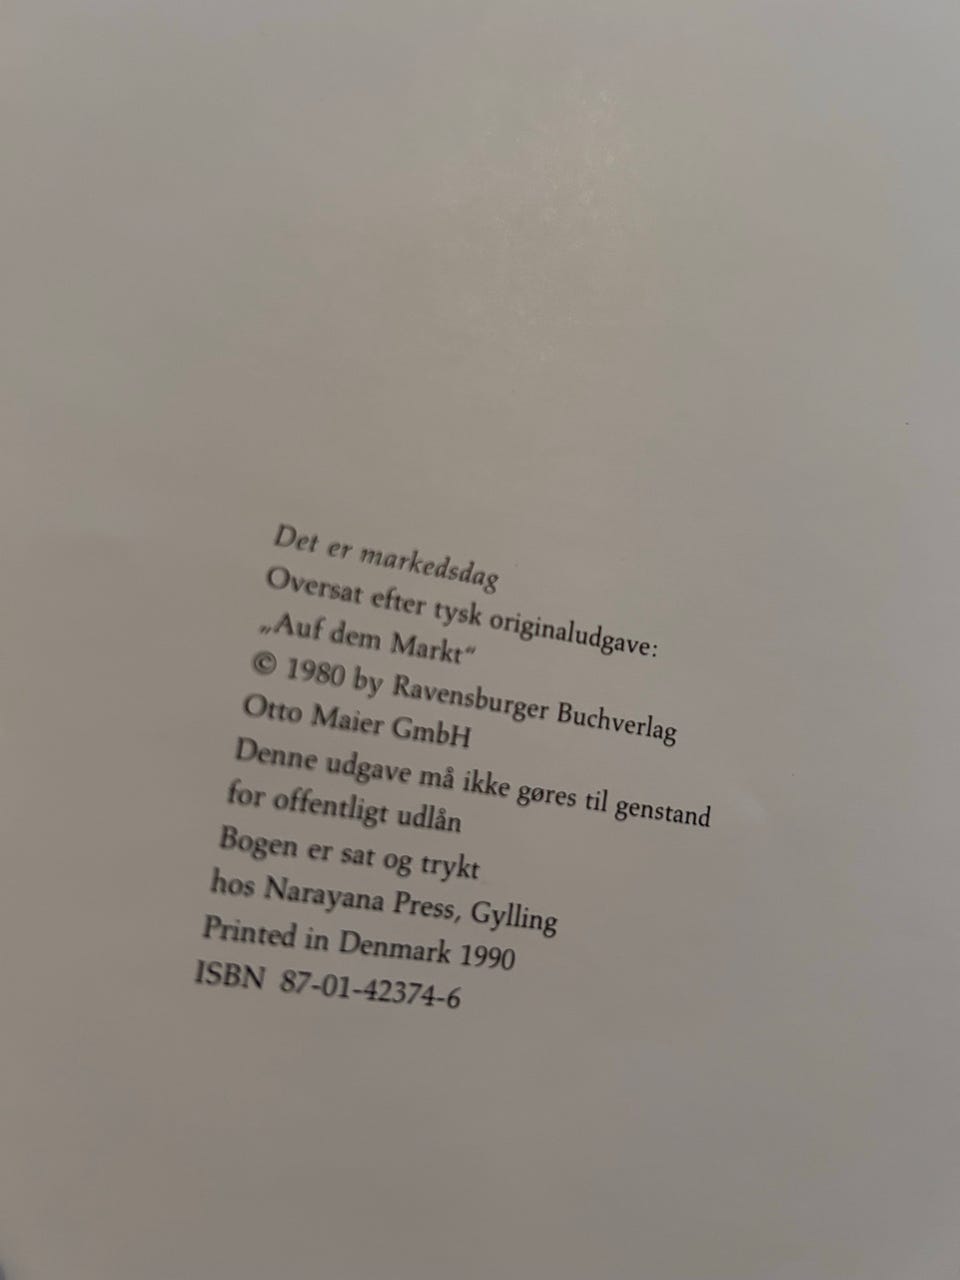 Det er markedsdag
Oversat efter tysk originaludgave:
„Auf dem Markt“
© 1980 by Ravensburger Buchverlag
Otto Maier GmbH
Denne udgave må ikke gøres til genstand
for offentligt udlån
Bogen er sat og trykt
hos Narayana Press, Gylling
Printed in Denmark 1990
ISBN 87-01-42374-6